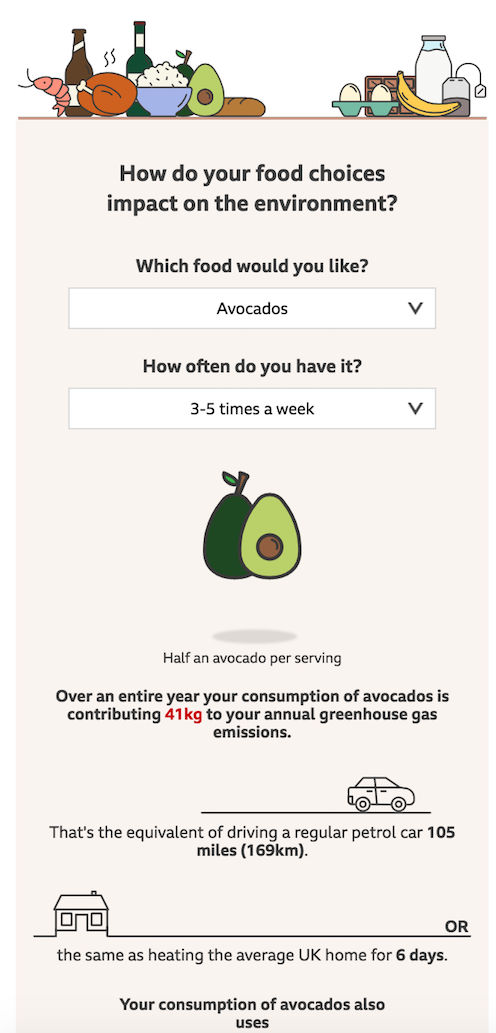 How do your food choices
impact on the environment?
Which food would you like?
Avocados
How often do you have it?
3-5 times a week
Half an avocado per serving
Over an entire year your consumption of avocados is
contributing 41kg to your annual greenhouse gas
emissions.
That's the equivalent of driving a regular petrol car 105
miles (169km).
OR
the same as heating the average UK home for 6 days.
Your consumption of avocados also
uses